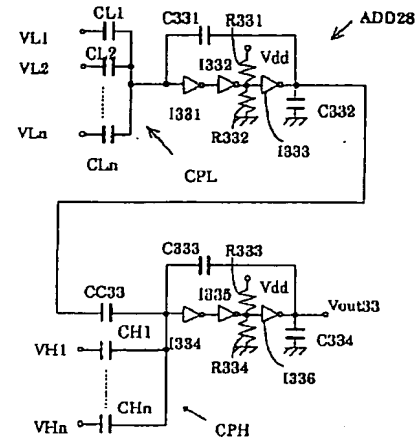 CL1 C331 R331 ADD28
VL1 I332 Vdd
CL2
VL2
I331 C332
VLn R332 I333
CLn CPL
C333 R333
CC33 I335 Vdd Vout33
CH1 I334 C334
VH1 R334 I336
CHn
VHn CPH